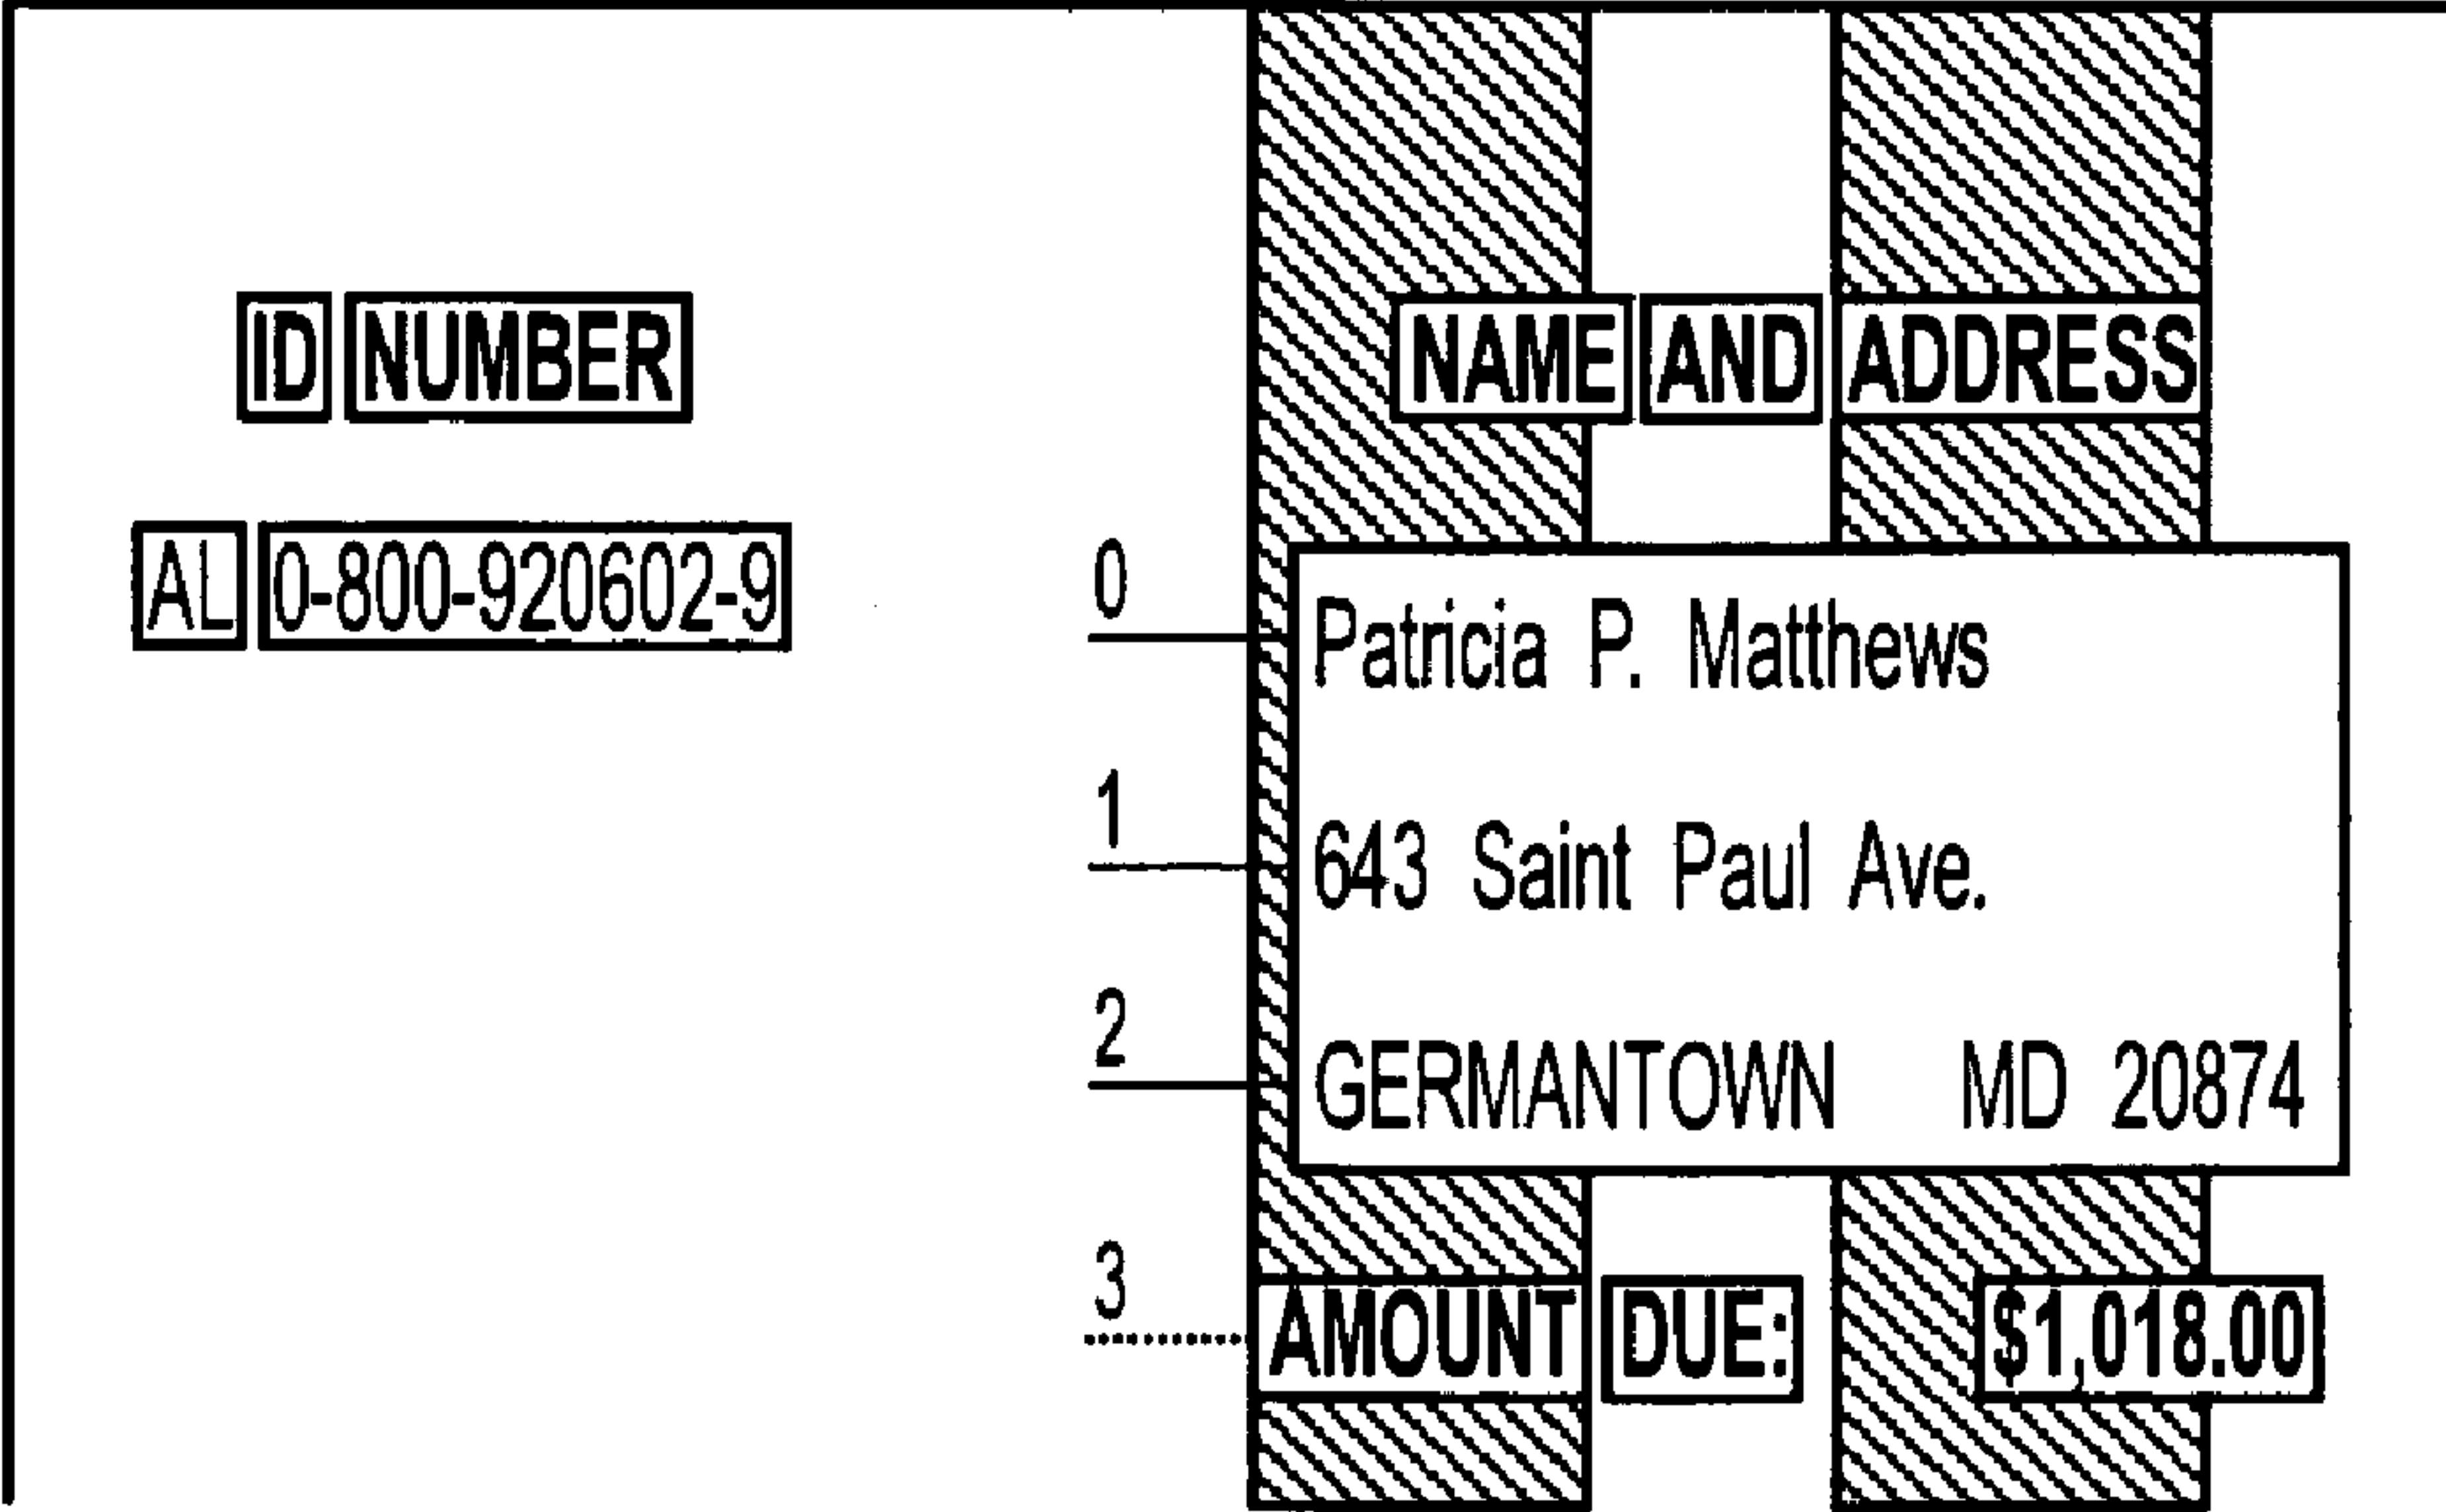 ID NUMBER NAME AND ADDRESS
AL 0-800-920602-9
0 Patricia P. Matthews
1 643 Saint Paul Ave.
2 GERMANTOWN MD 20874
3 AMOUNT DUE: $1,018.00